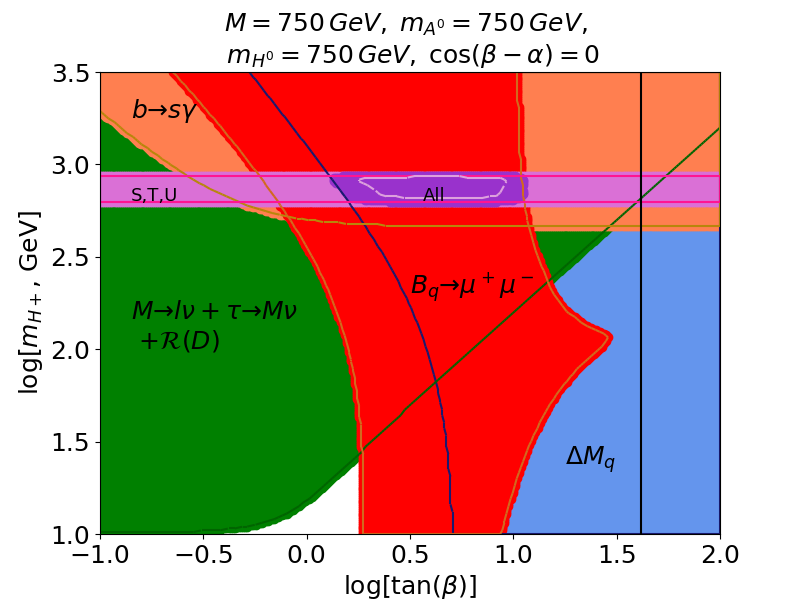 M = 750 GeV, m_{A^0} = 750 GeV,
m_{H^0} = 750 GeV, cos(β − α) = 0
3.5
3.0
2.5
2.0
1.5
1.0
log[m_{H+}, GeV]
b→sγ
S,T,U
All
B_q→μ^+μ^−
M→lν + τ→Mν
+ℛ(D)
ΔM_q
−1.0 −0.5 0.0 0.5 1.0 1.5 2.0
log[tan(β)]